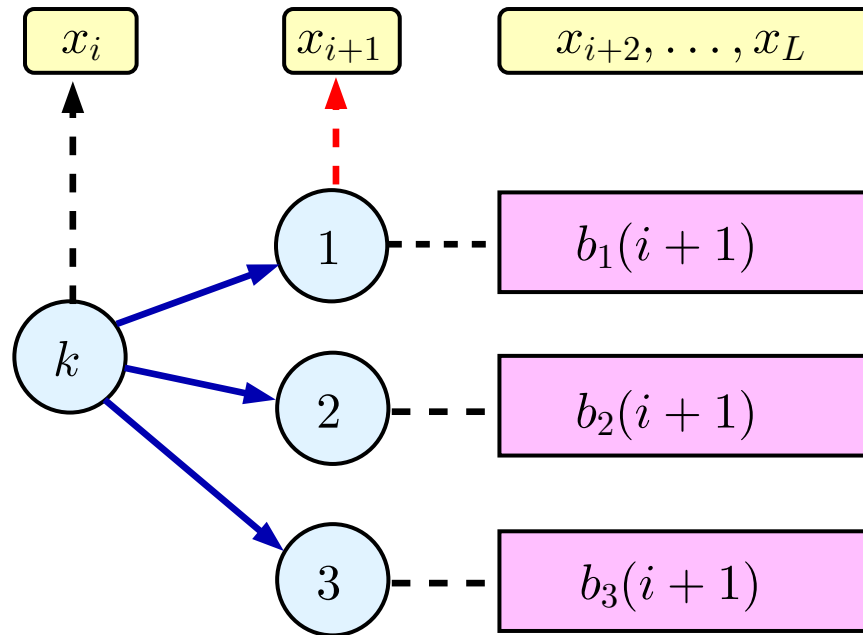 x_i x_{i+1} x_{i+2}, . . . , x_L
1 b_1(i + 1)
k
2 b_2(i + 1)
3 b_3(i + 1)